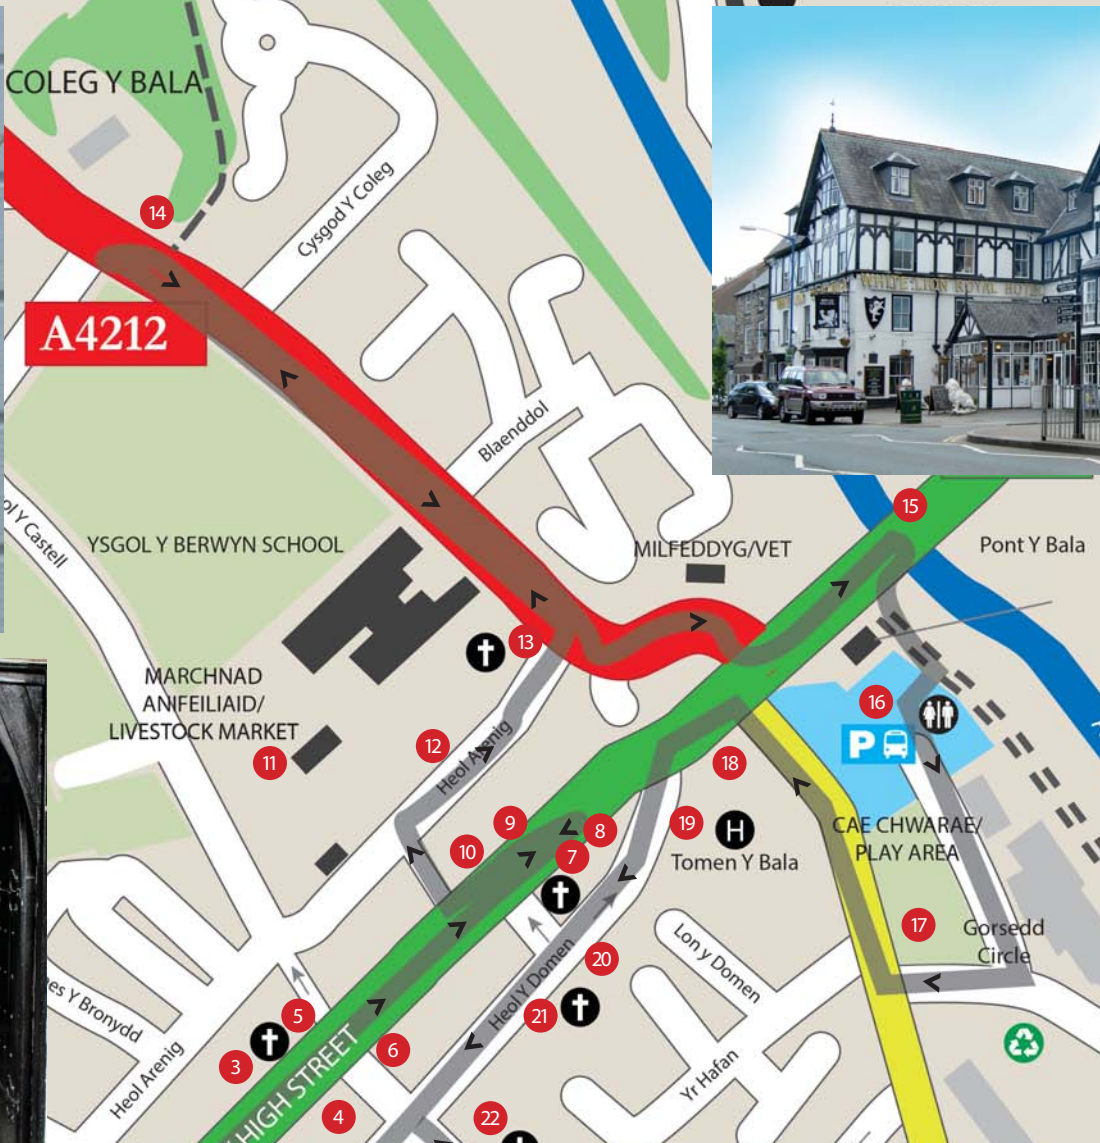 COLEG Y BALA
14
Cysgod Y Coleg
A4212
WHITE LION ROYAL HOTEL
Blaenddol
15
ol Y Castell
YSGOL Y BERWYN SCHOOL
MILFEDDYG/VET
Pont Y Bala
13
MARCHNAD
ANIFEILIAID/
LIVESTOCK MARKET
11
12
Heol Arenig
16
P
18
9
8
19
H
10
7
Tomen Y Bala
CAE CHWARAE/
PLAY AREA
17
Gorsedd
Circle
Lon y Domen
20
Heol Y Domen
21
es Y Bronydd
5
3
6
HIGH STREET
Heol Arenig
Yr Hafan
4
22